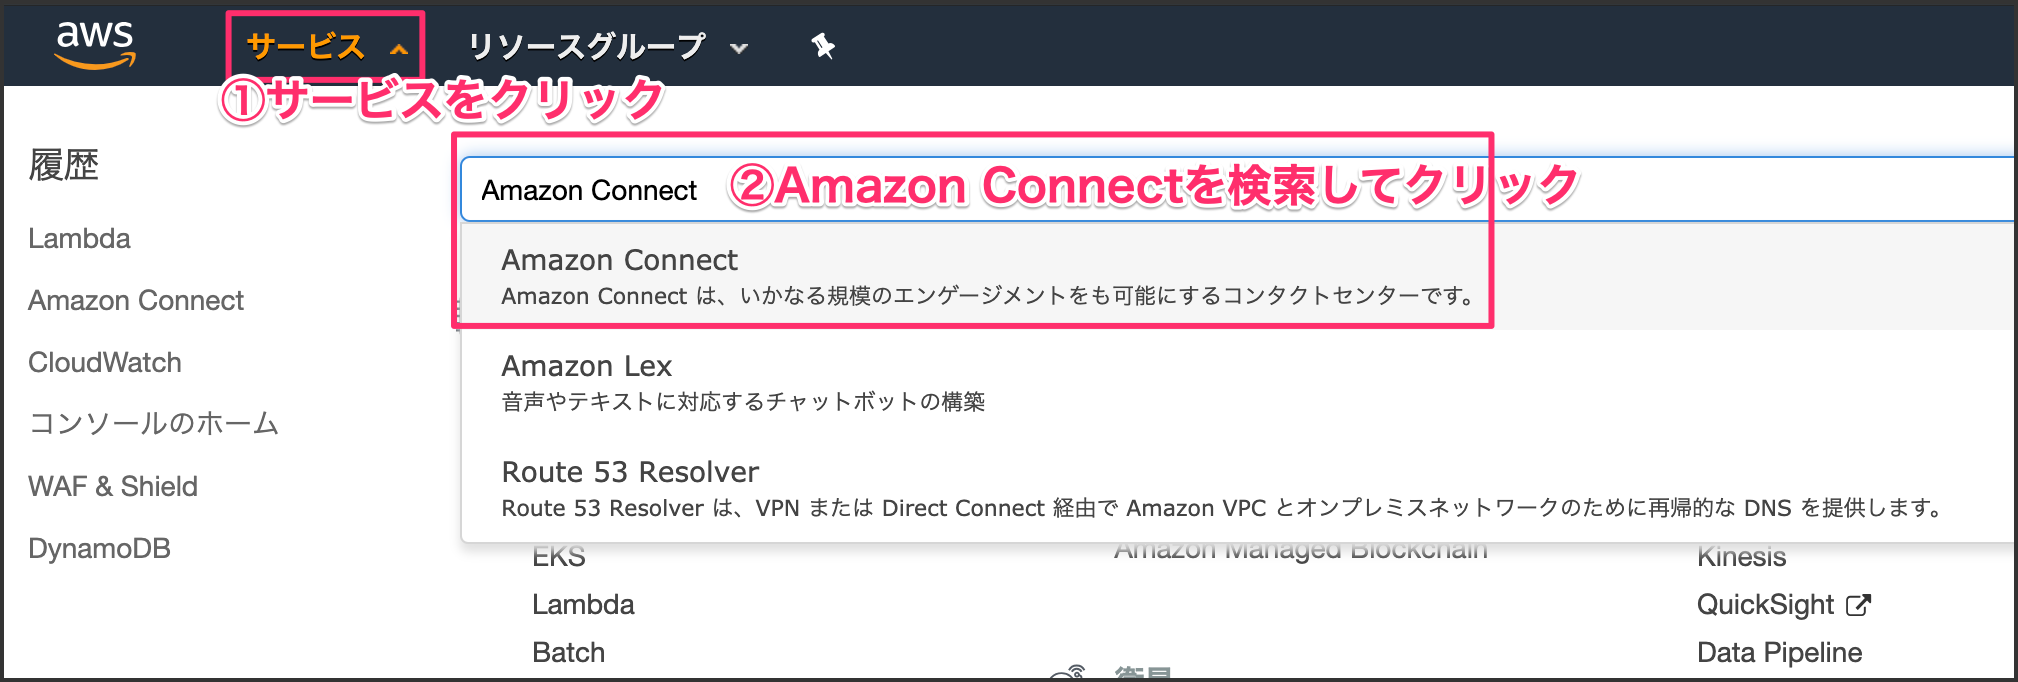 aws
サービス
リソースグループ
①サービスをクリック
履歴
Lambda
Amazon Connect
CloudWatch
コンソールのホーム
WAF & Shield
DynamoDB
Amazon Connect
②Amazon Connectを検索してクリック
Amazon Connect
Amazon Connect は、いかなる規模のエンゲージメントをも可能にするコンタクトセンターです。
Amazon Lex
音声やテキストに対応するチャットボットの構築
Route 53 Resolver
Route 53 Resolver は、VPN または Direct Connect 経由で Amazon VPC とオンプレミスネットワークのために再帰的な DNS を提供します。
EKS
Lambda
Batch
Amazon Managed Blockchain
衛星
Kinesis
QuickSight
Data Pipeline